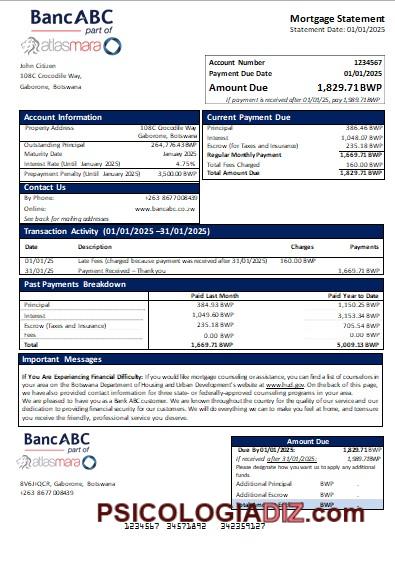 BancABC
part of
atlasmara
Mortgage Statement
Statement Date: 01/01/2025
John Citizen
108C Crocodile Way,
Gaborone, Botswana
Account Number 1234567
Payment Due Date 01/01/2025
Amount Due 1,829.71BWP
If payment is received after 01/01/25, pay 1,989.71BWP
Account Information
Property Address 108C Crocodile Way
Gaborone, Botswana
Outstanding Principal 264,776.43BWP
Maturity Date January 2025
Interest Rate (Until January 2025) 4.75%
Prepayment Penalty (Until January 2025) 3,500.00 BWP
Contact Us
By Phone: +263 8677008439
Online: www.bancabc.co.zw
See back for mailing addresses
Current Payment Due
Principal 386.46 BWP
Interest 1,048.07BWP
Escrow (for Taxes and Insurance) 235.18 BWP
Regular Monthly Payment 1,669.71 BWP
Total Fees Charged 160.00 BWP
Total Amount Due 1,829.71 BWP
Transaction Activity (01/01/2025 –31/01/2025)
Date Description Charges Payments
01/01/25 Late Fees (charged because payment was received after 31/01/2025) 160.00 BWP
31/01/25 Payment Received – Thank you 1,669.71 BWP
Past Payments Breakdown
Paid Last Month Paid Year to Date
Principal 384.93 BWP 1,150.25 BWP
Interest 1,049.60 BWP 3,153.34 BWP
Escrow (Taxes and Insurance) 235.18 BWP 705.54 BWP
Fees 0.00 BWP 0.00 BWP
Total 1,669.71 BWP 5,009.13 BWP
Important Messages
If You Are Experiencing Financial Difficulty: If you would like mortgage counseling or assistance, you can find a list of counselors in
your area on the Botswana Department of Housing and Urban Development's website at www.hud.gov. On the back of this page,
we have also provided contact information for three state- or federally-approved counseling programs in your area.
We are pleased to have you as a Bank ABC customer. We are known throughout the country for the quality of our service and our
dedication to providing financial security for our customers. We will do everything we can to make you feel at home, and to ensure
you receive the friendly, professional service you deserve.
BancABC
part of
atlasmara
8V6JIQCR, Gaborone, Botswana
+263 8677008439
Amount Due
Due By 01/01/2025: 1,829.71 BWP
if received after 31/01/2025: 1,989.71BWP
Please designate how you want us to apply any additional
funds.
Additional Principal BWP .
Additional Escrow BWP .
BWP
PSICOLOGIADIZ.com
1234567 34571892 342359127